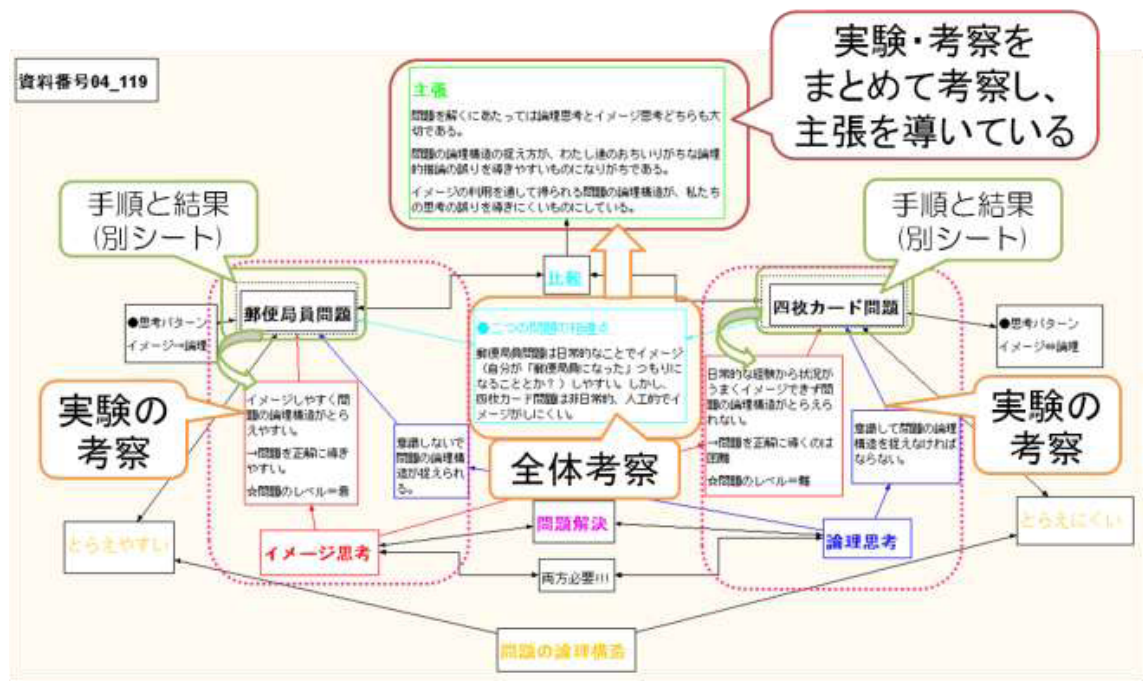 実験・考察を
まとめて考察し、
主張を導いている
資料番号04_119
主張
問題を解くにあたっては論理思考とイメージ思考どちらも大
切である。
問題の論理構造の捉え方が、わたし達のおちいりがちな論理
的推論の誤りを導きやすいものになりがちである。
イメージの利用を通して得られる問題の論理構造が、私たち
の思考の誤りを導きにくいものにしている。
手順と結果
(別シート)
手順と結果
(別シート)
比較
郵便局員問題
四枚カード問題
●思考パターン
イメージ→論理
●二つの問題の相違点
郵便局員問題は日常的なことでイメージ
(自分が「郵便局員になった」つもりに
なることとか?)しやすい。しかし、
四枚カード問題は非日常的、人工的でイ
メージがしにくい。
●思考パターン
イメージ⇔論理
実験の
考察
イメージしやすく問
題の論理構造がとら
えやすい。
→問題を正解に導き
やすい。
☆問題のレベル＝易
意識しないで
問題の論理構
造が捉えられ
る。
全体考察
日常的な経験から状況が
うまくイメージできず問
題の論理構造がとらえら
れない。
→問題を正解に導くのは
困難
☆問題のレベル＝難
意識して問題の論理
構造を捉えなければ
ならない。
実験の
考察
とらえやすい
イメージ思考
問題解決
論理思考
とらえにくい
両方必要!!!
問題の論理構造